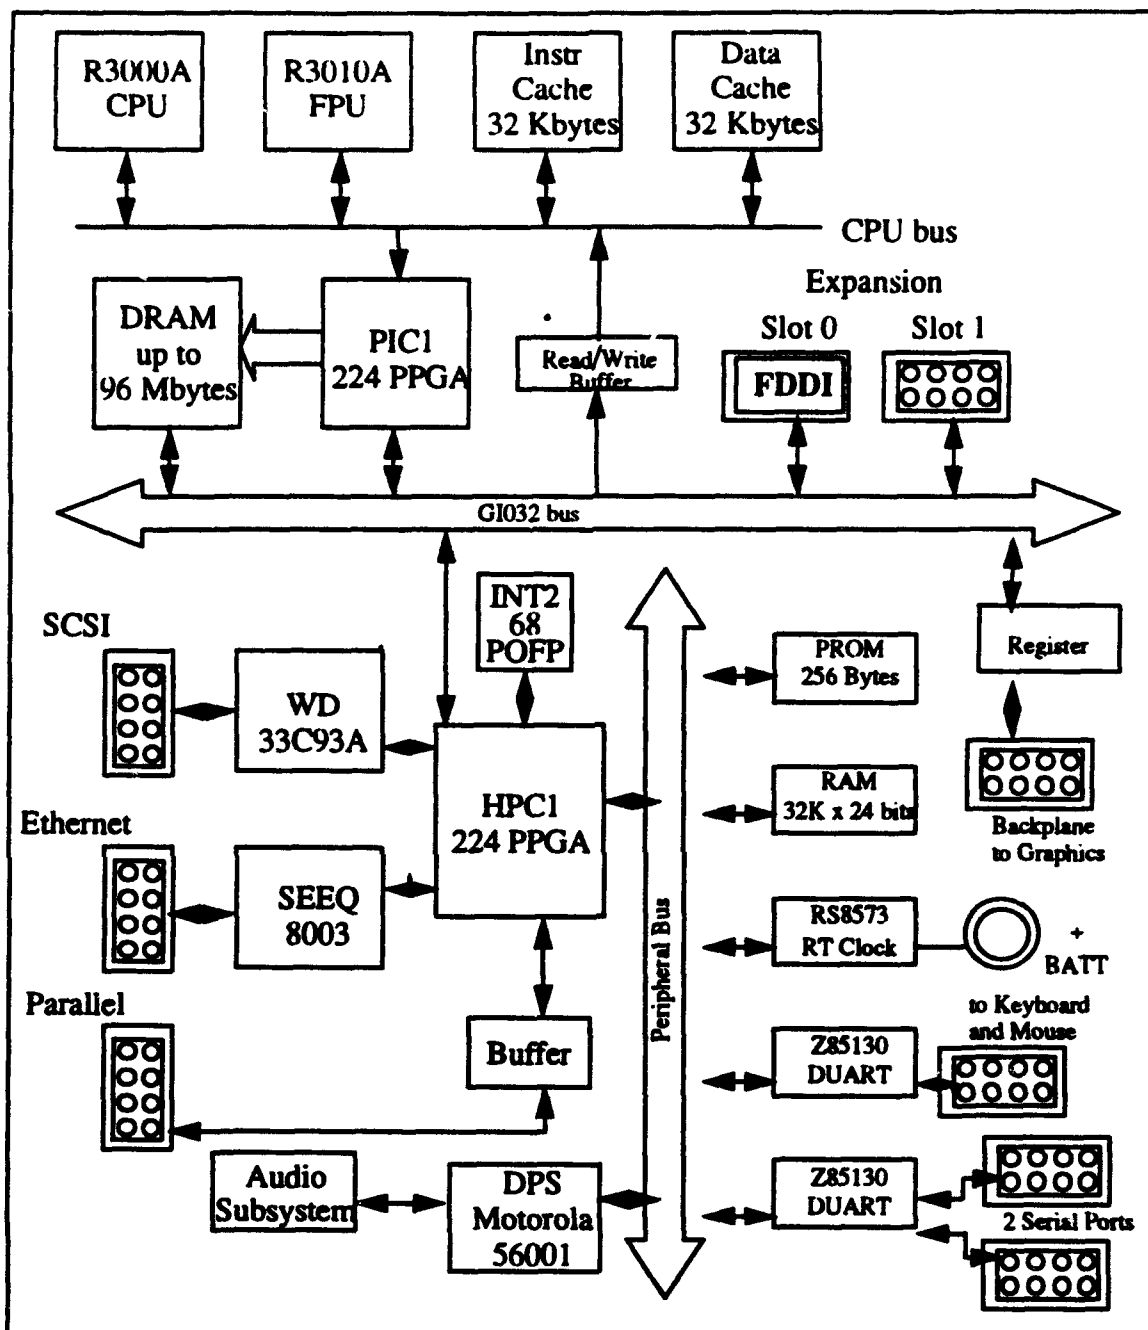 R3000A
CPU
R3010A
FPU
Instr
Cache
32 Kbytes
Data
Cache
32 Kbytes
CPU bus
Expansion
DRAM
up to
96 Mbytes
PIC1
224 PPGA
Read/Write
Buffer
Slot 0
FDDI
Slot 1
GI032 bus
INT2
68
POFP
SCSI
WD
33C93A
HPC1
224 PPGA
Ethernet
SEEQ
8003
Parallel
Buffer
Audio
Subsystem
DPS
Motorola
56001
Peripheral Bus
PROM
256 Bytes
Register
RAM
32K x 24 bits
Backplane
to Graphics
RS8573
RT Clock
+
BATT
to Keyboard
and Mouse
Z85130
DUART
Z85130
DUART
2 Serial Ports